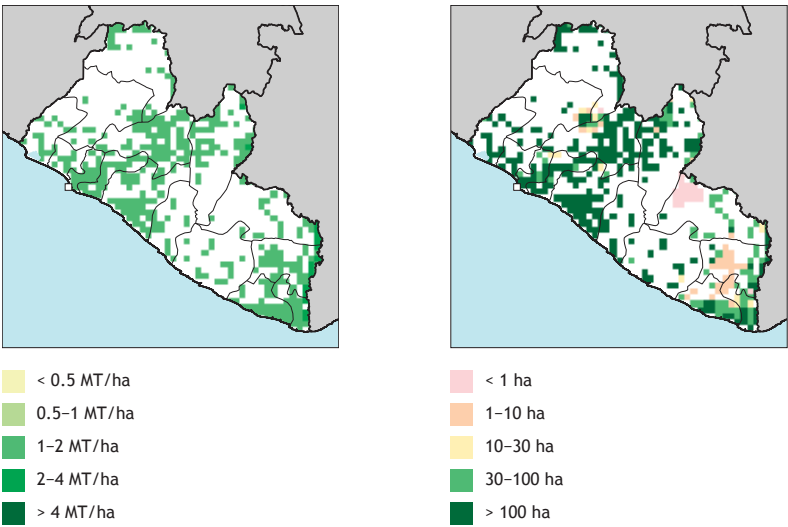 < 0.5 MT/ha
0.5–1 MT/ha
1–2 MT/ha
2–4 MT/ha
> 4 MT/ha
< 1 ha
1–10 ha
10–30 ha
30–100 ha
> 100 ha